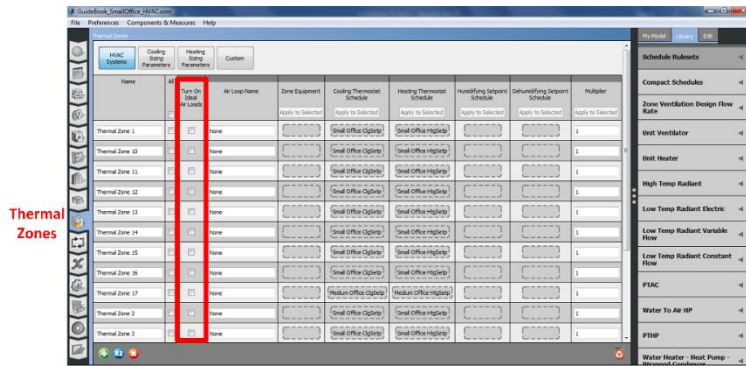 GuideBook_SmallOffice_HVAC.osm
File Preferences Components & Measures Help
Thermal Zones
My Model Library Edit
HVAC
Systems
Cooling
Sizing
Parameters
Heating
Sizing
Parameters
Custom
Name
All
Turn On
Ideal
Air Loads
Air Loop Name
Zone Equipment
Cooling Thermostat
Schedule
Heating Thermostat
Schedule
Humidifying Setpoint
Schedule
Dehumidifying Setpoint
Schedule
Multiplier
Apply to Selected Apply to Selected Apply to Selected Apply to Selected Apply to Selected Apply to Selected
Thermal Zone 1 None Small Office ClgSetp Small Office HtgSetp 1
Thermal Zone 10 None Small Office ClgSetp Small Office HtgSetp 1
Thermal Zone 11 None Small Office ClgSetp Small Office HtgSetp 1
Thermal Zone 12 None Small Office ClgSetp Small Office HtgSetp 1
Thermal Zone 13 None Small Office ClgSetp Small Office HtgSetp 1
Thermal Zone 14 None Small Office ClgSetp Small Office HtgSetp 1
Thermal Zone 15 None Small Office ClgSetp Small Office HtgSetp 1
Thermal Zone 16 None Small Office ClgSetp Small Office HtgSetp 1
Thermal Zone 17 None Medium Office ClgSetp Medium Office HtgSetp 1
Thermal Zone 2 None Small Office ClgSetp Small Office HtgSetp 1
Thermal Zone 3 None Small Office ClgSetp Small Office HtgSetp 1
Thermal
Zones
Schedule Rulesets
Compact Schedules
Zone Ventilation Design Flow
Rate
Unit Ventilator
Unit Heater
High Temp Radiant
Low Temp Radiant Electric
Low Temp Radiant Variable
Flow
Low Temp Radiant Constant
Flow
PTAC
Water To Air HP
PTHP
Water Heater - Heat Pump -
Wrapped Condenser